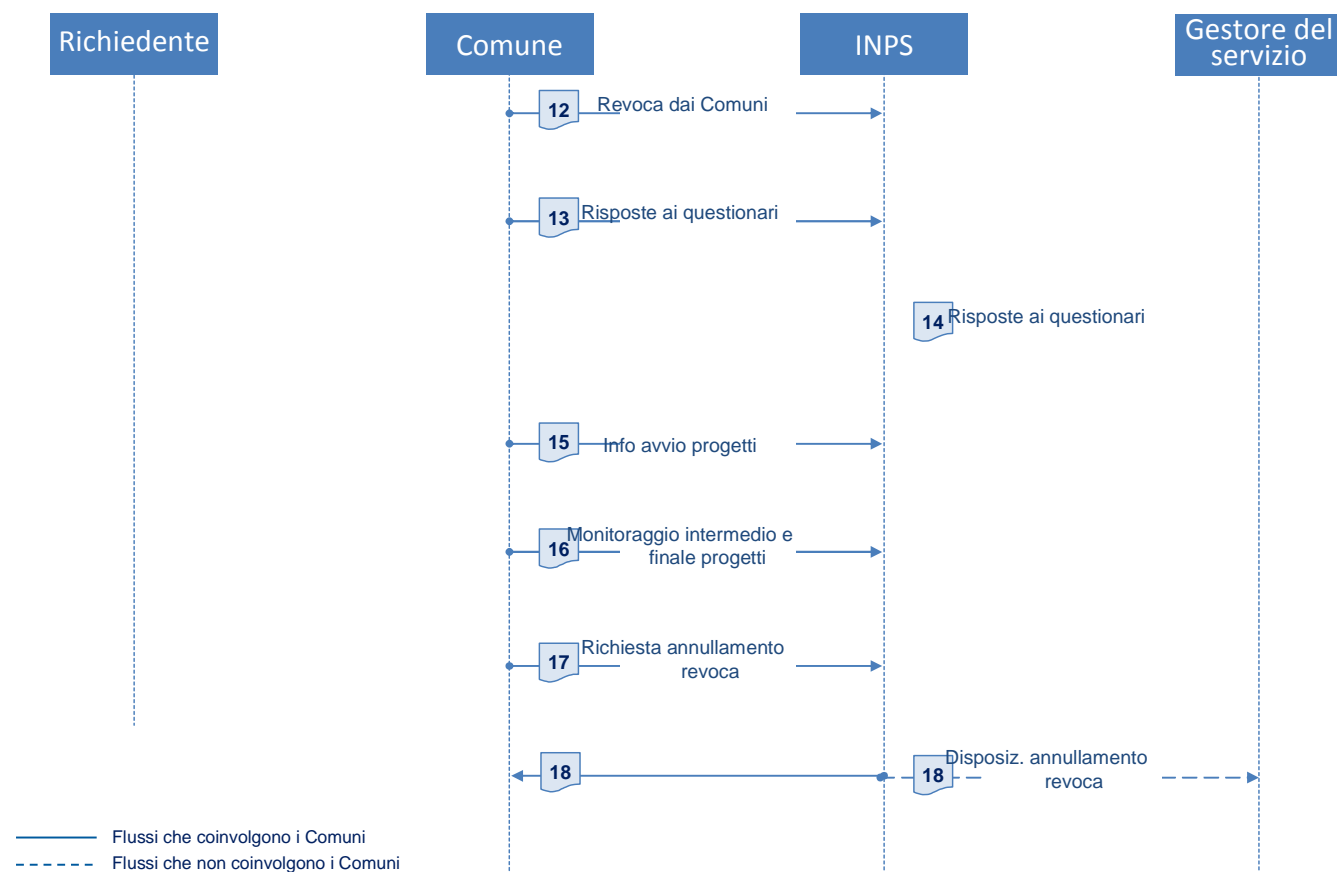 Richiedente
Comune
INPS
Gestore del
servizio
12
Revoca dai Comuni
13
Risposte ai questionari
14
Risposte ai questionari
15
Info avvio progetti
16
Monitoraggio intermedio e
finale progetti
17
Richiesta annullamento
revoca
18
18
Disposiz. annullamento
revoca
Flussi che coinvolgono i Comuni
Flussi che non coinvolgono i Comuni